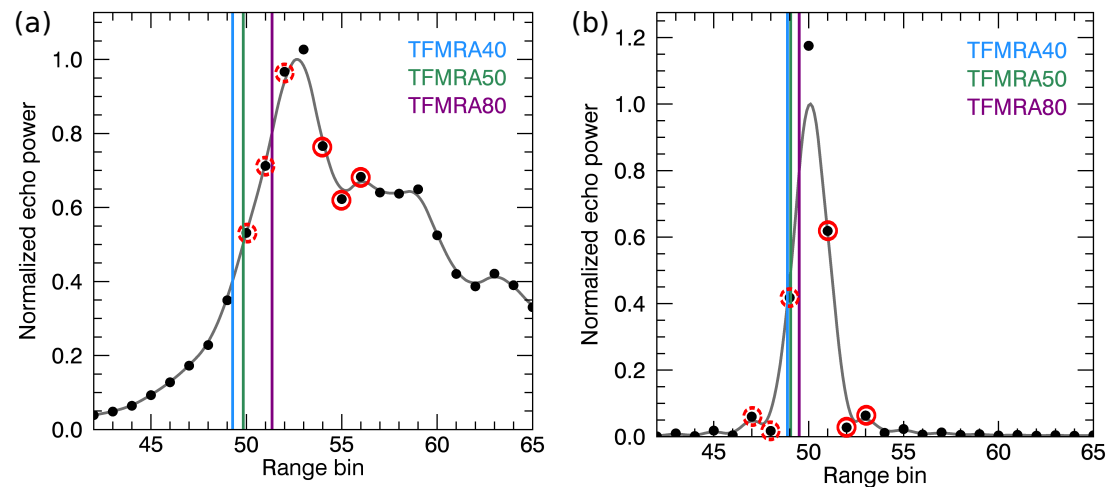 (a)
Normalized echo power
1.0
0.8
0.6
0.4
0.2
0.0
TFMRA40
TFMRA50
TFMRA80
45 50 55 60 65
Range bin
(b)
Normalized echo power
1.2
1.0
0.8
0.6
0.4
0.2
0.0
TFMRA40
TFMRA50
TFMRA80
45 50 55 60 65
Range bin